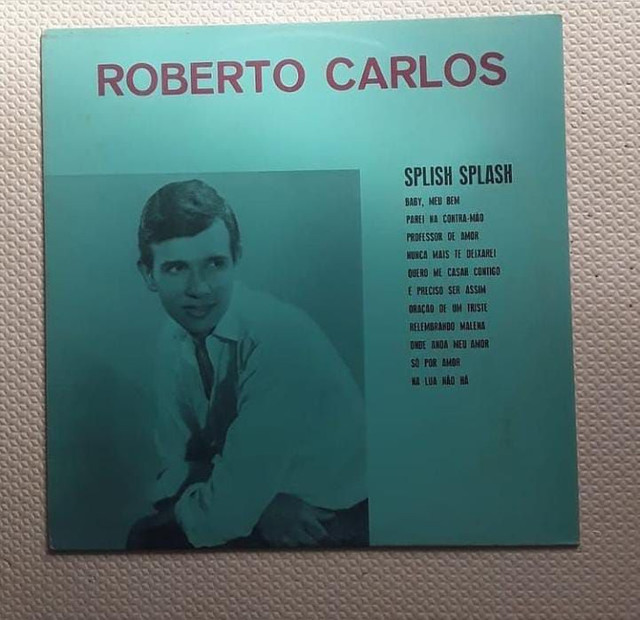 ROBERTO CARLOS
SPLISH SPLASH
BABY, MEU BEM
PAREI NA CONTRA-MÃO
PROFESSOR DE AMOR
NUNCA MAIS TE DEIXAREI
QUERO ME CASAR CONTIGO
É PRECISO SER ASSIM
ORAÇÃO DE UM TRISTE
RELEMBRANDO MALENA
ONDE ANDA MEU AMOR
SÓ POR AMOR
NA LUA NÃO HÁ